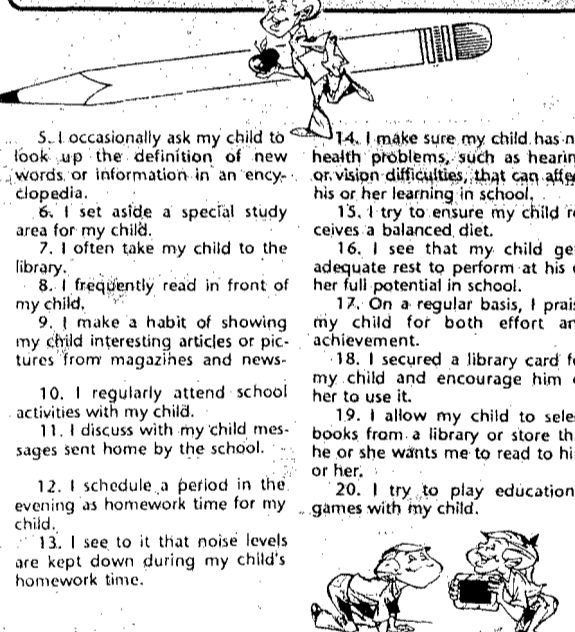 5. I occasionally ask my child to
look up the definition of new
words or information in an ency-
clopedia.
6. I set aside a special study
area for my child.
7. I often take my child to the
library.
8. I frequently read in front of
my child.
9. I make a habit of showing
my child interesting articles or pic-
tures from magazines and news-
10. I regularly attend school
activities with my child.
11. I discuss with my child mes-
sages sent home by the school.
12. I schedule a period in the
evening as homework time for my
child.
13. I see to it that noise levels
are kept down during my child's
homework time.
14. I make sure my child has n
health problems, such as hearin
or vision difficulties, that can affe
his or her learning in school.
15. I try to ensure my child re
ceives a balanced diet.
16. I see that my child ge
adequate rest to perform at his
her full potential in school.
17. On a regular basis, I prais
my child for both effort an
achievement.
18. I secured a library card f
my child and encourage him
her to use it.
19. I allow my child to sele
books from a library or store th
he or she wants me to read to hi
or her.
20. I try to play education
games with my child.